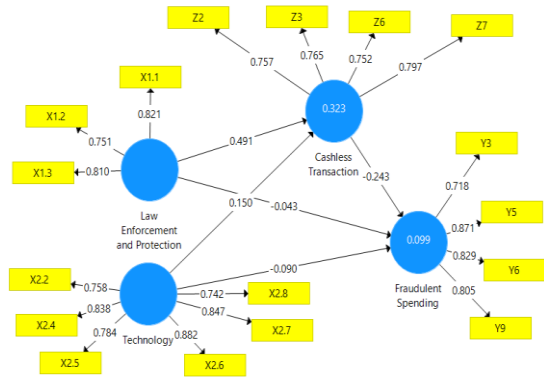 Z2
Z3
Z6
Z7
0.757
0.765
0.752
0.797
X1.1
X1.2
X1.3
0.821
0.751
0.810
Law
Enforcement
and Protection
0.491
0.150
-0.043
0.323
Cashless
Transaction
-0.243
-0.090
0.099
Fraudulent
Spending
Y3
Y5
Y6
Y9
0.718
0.871
0.829
0.805
X2.2
X2.4
X2.5
X2.6
X2.7
X2.8
0.758
0.838
0.784
0.882
0.847
0.742
Technology